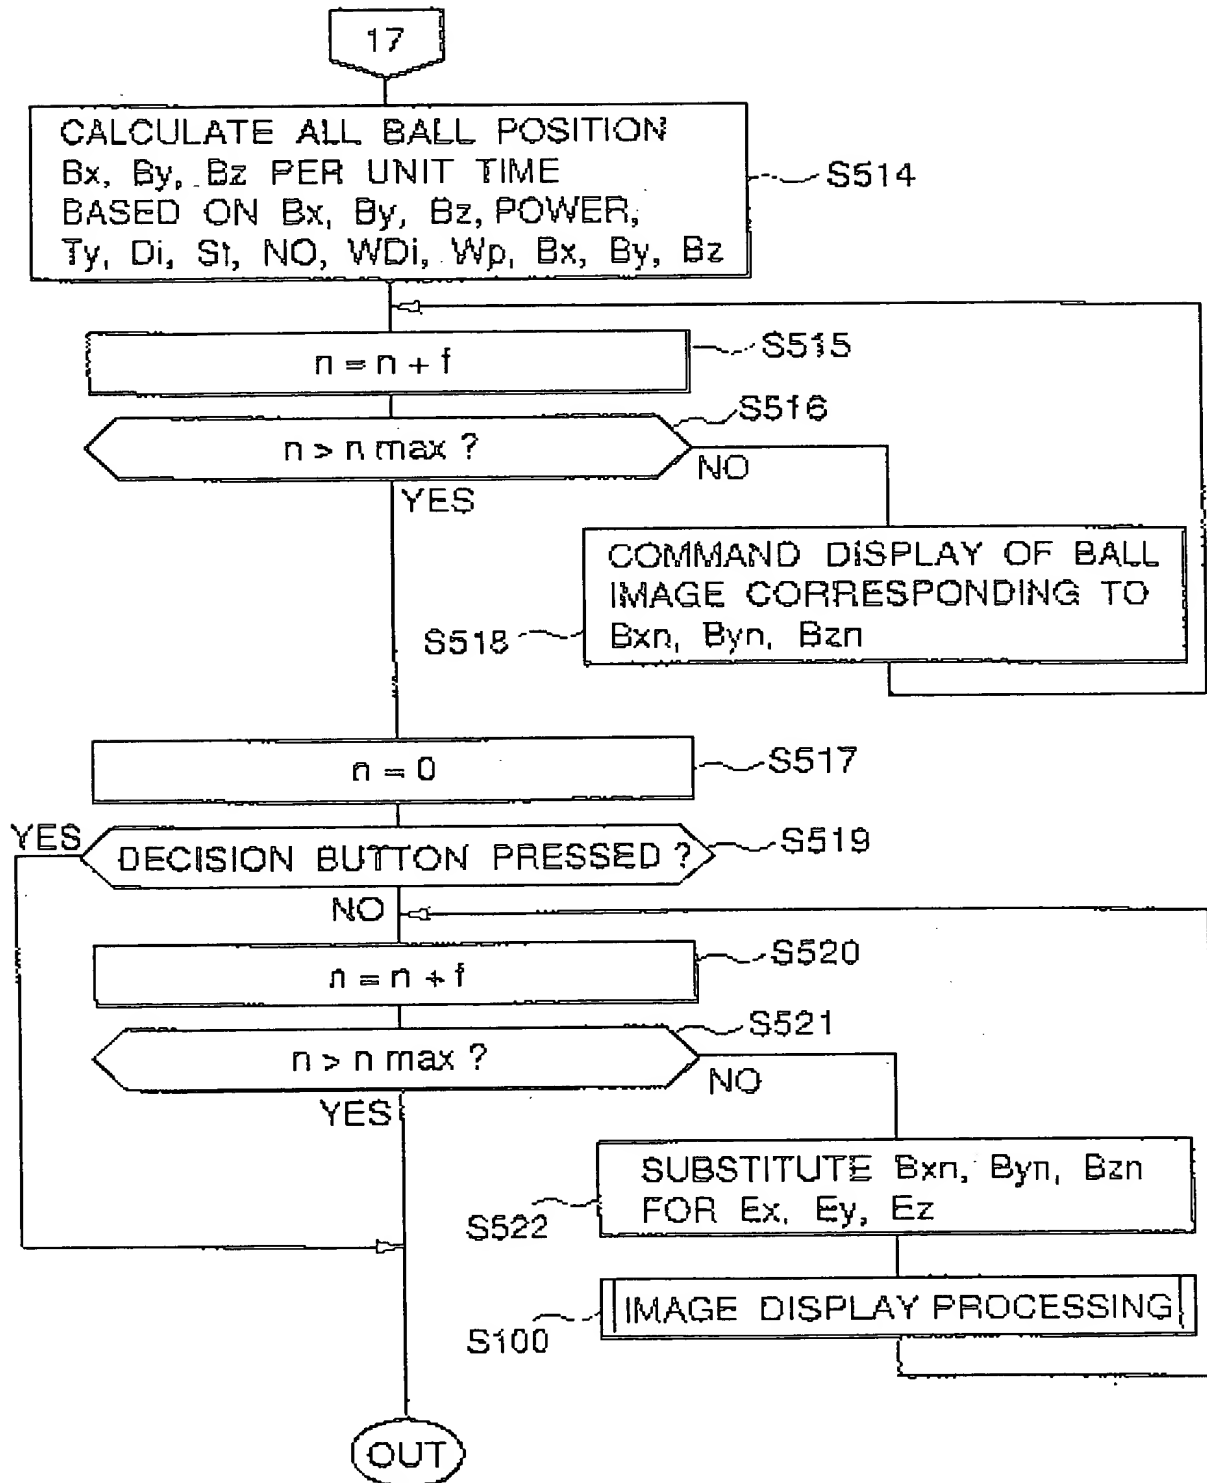 17
CALCULATE ALL BALL POSITION
Bx, By, Bz PER UNIT TIME
BASED ON Bx, By, Bz, POWER,
Ty, Di, St, NO, WDi, Wp, Bx, By, Bz
S514
n = n + f
S515
n > n max ?
S516
NO
YES
COMMAND DISPLAY OF BALL
IMAGE CORRESPONDING TO
Bxn, Byn, Bzn
S518
n = 0
S517
YES
DECISION BUTTON PRESSED ?
S519
NO
n = n + f
S520
n > n max ?
S521
NO
YES
SUBSTITUTE Bxn, Byn, Bzn
FOR Ex, Ey, Ez
S522
IMAGE DISPLAY PROCESSING
S100
OUT